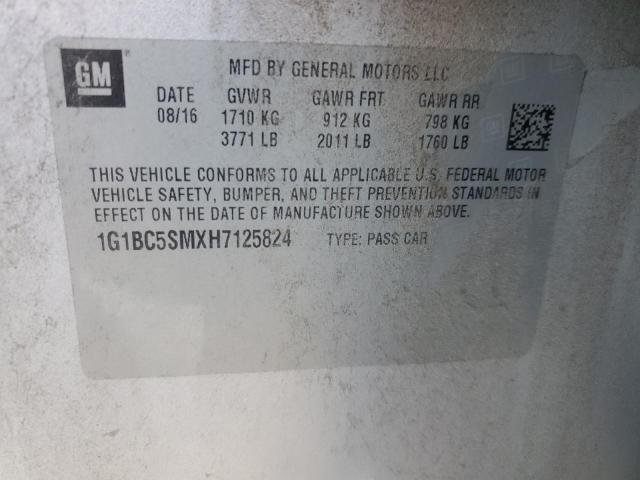 GM
MFD BY GENERAL MOTORS LLC
DATE GVWR GAWR FRT GAWR RR
08/16 1710 KG 912 KG 798 KG
3771 LB 2011 LB 1760 LB
THIS VEHICLE CONFORMS TO ALL APPLICABLE U.S. FEDERAL MOTOR
VEHICLE SAFETY, BUMPER, AND THEFT PREVENTION STANDARDS IN
EFFECT ON THE DATE OF MANUFACTURE SHOWN ABOVE.
1G1BC5SMXH7125824 TYPE: PASS CAR